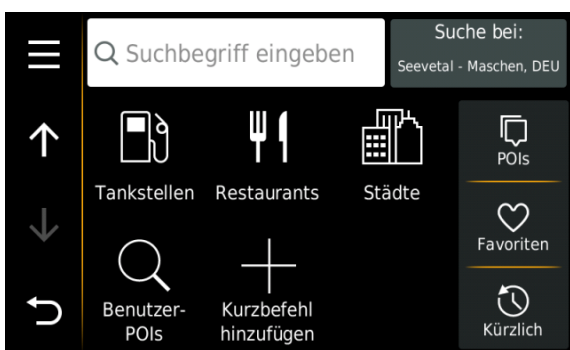 Suchbegriff eingeben
Suche bei:
Seevetal - Maschen, DEU
Tankstellen
Restaurants
Städte
POIs
Benutzer-
POIs
Kurzbefehl
hinzufügen
Favoriten
Kürzlich